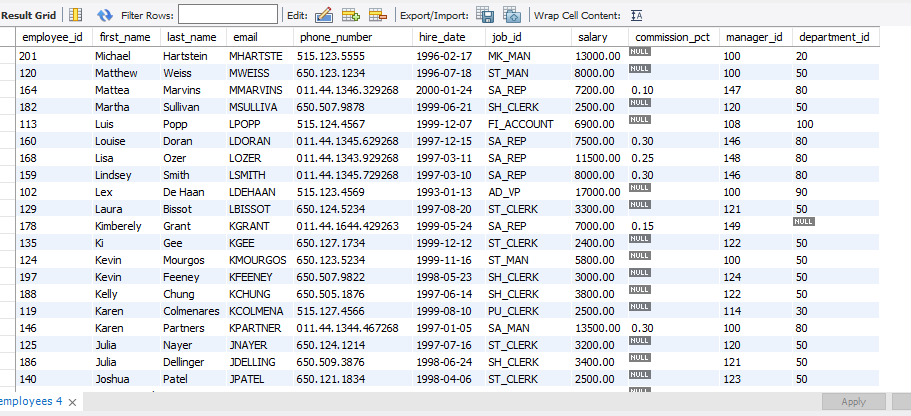 Result Grid Filter Rows: Edit: Export/Import: Wrap Cell Content: IA
employee_id first_name last_name email phone_number hire_date job_id salary commission_pct manager_id department_id
201 Michael Hartstein MHARTSTE 515.123.5555 1996-02-17 MK_MAN 13000.00 NULL 100 20
120 Matthew Weiss MWEISS 650.123.1234 1996-07-18 ST_MAN 8000.00 NULL 100 50
164 Mattea Marvins MMARVINS 011.44.1346.329268 2000-01-24 SA_REP 7200.00 0.10 147 80
182 Martha Sullivan MSULLIVA 650.507.9878 1999-06-21 SH_CLERK 2500.00 NULL 120 50
113 Luis Popp LPOPP 515.124.4567 1999-12-07 FI_ACCOUNT 6900.00 NULL 108 100
160 Louise Doran LDORAN 011.44.1345.629268 1997-12-15 SA_REP 7500.00 0.30 146 80
168 Lisa Ozer LOZER 011.44.1343.929268 1997-03-11 SA_REP 11500.00 0.25 148 80
159 Lindsey Smith LSMITH 011.44.1345.729268 1997-03-10 SA_REP 8000.00 0.30 146 80
102 Lex De Haan LDEHAAN 515.123.4569 1993-01-13 AD_VP 17000.00 NULL 100 90
129 Laura Bissot LBISSOT 650.124.5234 1997-08-20 ST_CLERK 3300.00 NULL 121 50
178 Kimberely Grant KGRANT 011.44.1644.429263 1999-05-24 SA_REP 7000.00 0.15 149 NULL
135 Ki Gee KGEE 650.127.1734 1999-12-12 ST_CLERK 2400.00 NULL 122 50
124 Kevin Mourgos KMOURGOS 650.123.5234 1999-11-16 ST_MAN 5800.00 NULL 100 50
197 Kevin Feeney KFEENEY 650.507.9822 1998-05-23 SH_CLERK 3000.00 NULL 124 50
188 Kelly Chung KCHUNG 650.505.1876 1997-06-14 SH_CLERK 3800.00 NULL 122 50
119 Karen Colmenares KCOLMENA 515.127.4566 1999-08-10 PU_CLERK 2500.00 NULL 114 30
146 Karen Partners KPARTNER 011.44.1344.467268 1997-01-05 SA_MAN 13500.00 0.30 100 80
125 Julia Nayer JNAYER 650.124.1214 1997-07-16 ST_CLERK 3200.00 NULL 120 50
186 Julia Dellinger JDELLING 650.509.3876 1998-06-24 SH_CLERK 3400.00 NULL 121 50
140 Joshua Patel JPATEL 650.121.1834 1998-04-06 ST_CLERK 2500.00 NULL 123 50
NULL
employees 4 Apply